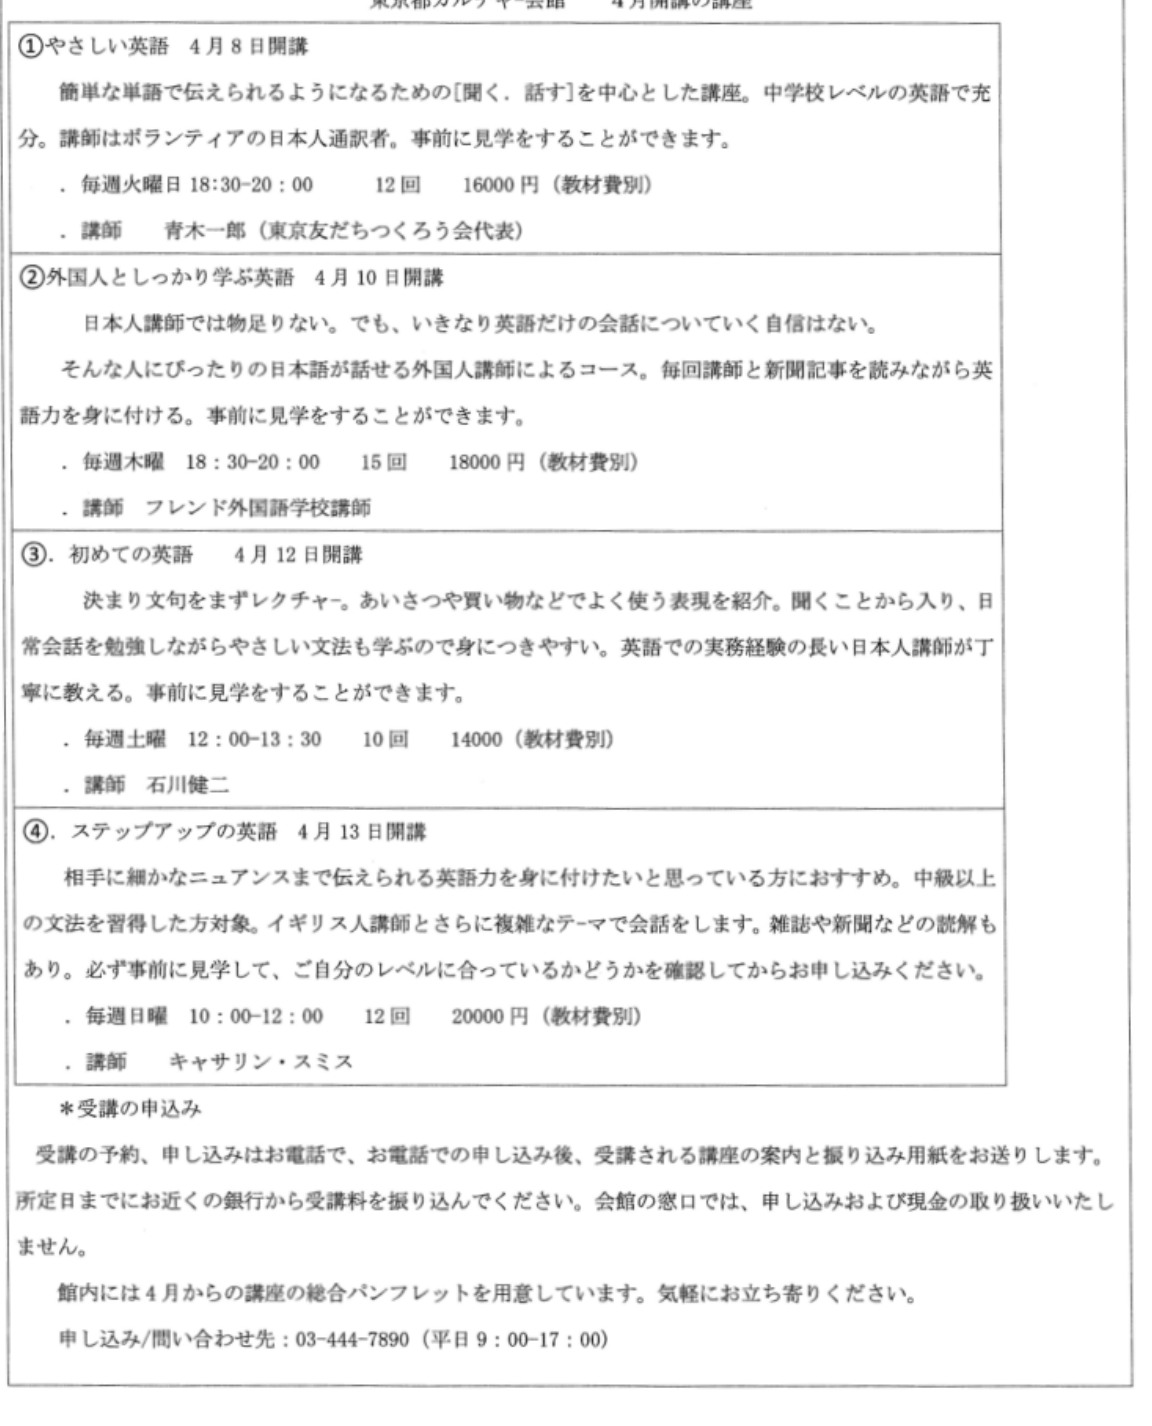 東京都カルチャー会館　　4月開講の講座
①やさしい英語　4月8日開講
簡単な単語で伝えられるようになるための[聞く．話す]を中心とした講座。中学校レベルの英語で充
分。講師はボランティアの日本人通訳者。事前に見学をすることができます。
．毎週火曜日 18:30-20：00　　　12回　　16000円（教材費別）
．講師　　青木一郎（東京友だちつくろう会代表）
②外国人としっかり学ぶ英語　4月10日開講
日本人講師では物足りない。でも、いきなり英語だけの会話についていく自信はない。
そんな人にぴったりの日本語が話せる外国人講師によるコース。毎回講師と新聞記事を読みながら英
語力を身に付ける。事前に見学をすることができます。
．毎週木曜　18：30-20：00　　15回　　18000円（教材費別）
．講師　フレンド外国語学校講師
③．初めての英語　　4月12日開講
決まり文句をまずレクチャ-。あいさつや買い物などでよく使う表現を紹介。聞くことから入り、日
常会話を勉強しながらやさしい文法も学ぶので身につきやすい。英語での実務経験の長い日本人講師が丁
寧に教える。事前に見学をすることができます。
．毎週土曜　12：00-13：30　　10回　　14000（教材費別）
．講師　石川健二
④．ステップアップの英語　4月13日開講
相手に細かなニュアンスまで伝えられる英語力を身に付けたいと思っている方におすすめ。中級以上
の文法を習得した方対象。イギリス人講師とさらに複雑なテ-マで会話をします。雑誌や新聞などの読解も
あり。必ず事前に見学して、ご自分のレベルに合っているかどうかを確認してからお申し込みください。
．毎週日曜　10：00-12：00　　12回　　20000円（教材費別）
．講師　　キャサリン・スミス
＊受講の申込み
受講の予約、申し込みはお電話で、お電話での申し込み後、受講される講座の案内と振り込み用紙をお送りします。
所定日までにお近くの銀行から受講料を振り込んでください。会館の窓口では、申し込みおよび現金の取り扱いいたし
ません。
館内には4月からの講座の総合パンフレットを用意しています。気軽にお立ち寄りください。
申し込み/問い合わせ先：03-444-7890（平日9：00-17：00）